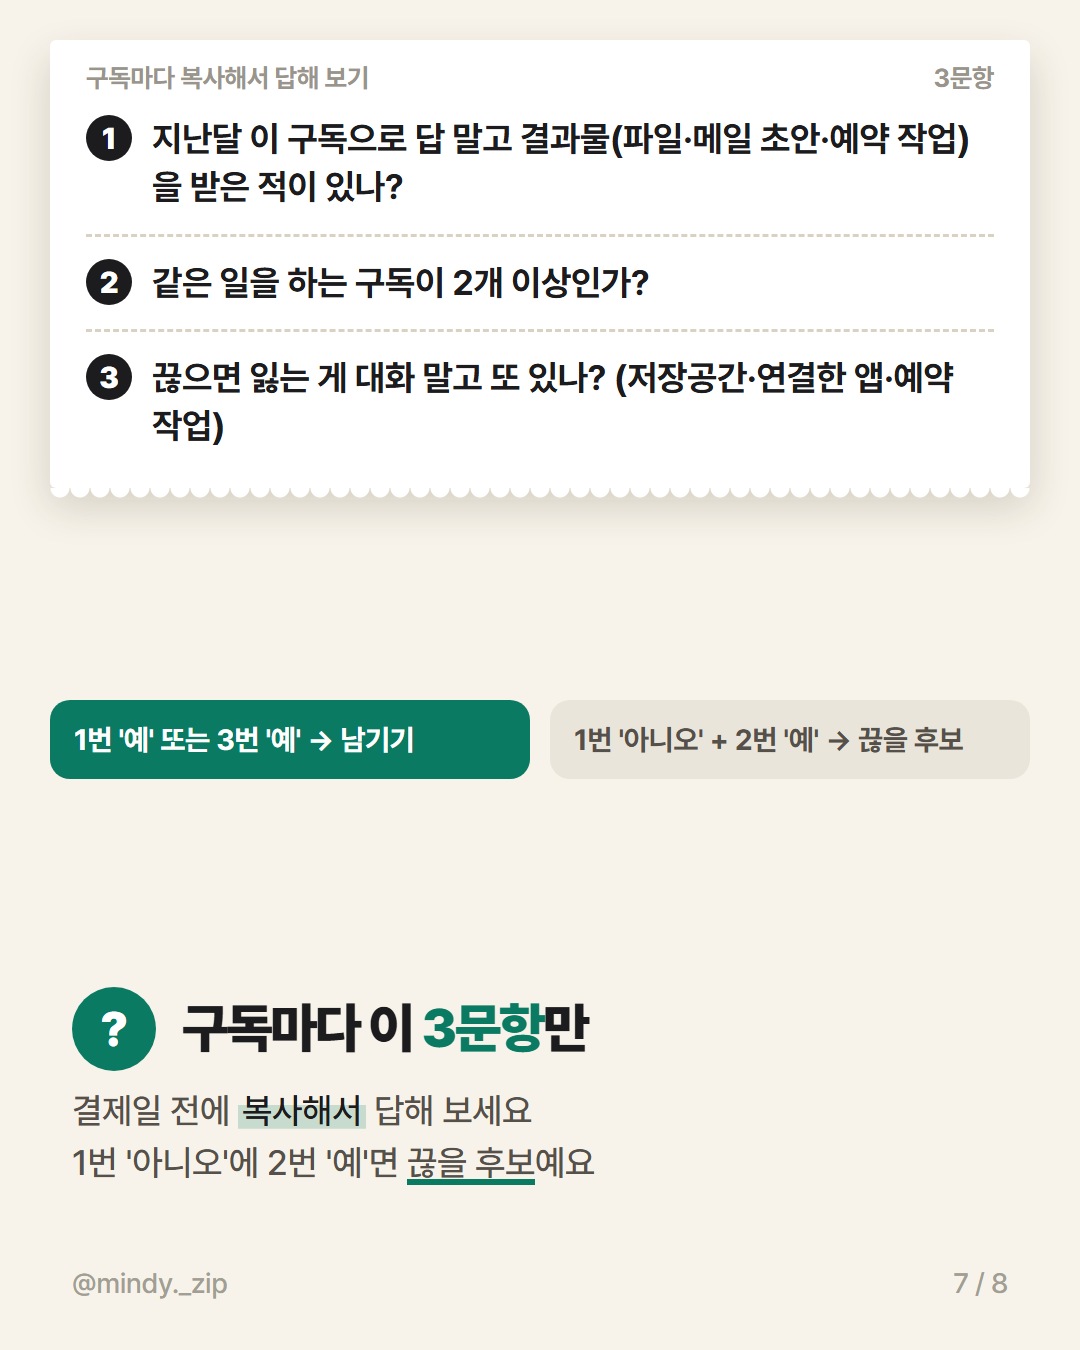 구독마다 복사해서 답해 보기 3문항
1 지난달 이 구독으로 답 말고 결과물(파일·메일 초안·예약 작업)
을 받은 적이 있나?
2 같은 일을 하는 구독이 2개 이상인가?
3 끊으면 잃는 게 대화 말고 또 있나? (저장공간·연결한 앱·예약
작업)
1번 '예' 또는 3번 '예' → 남기기
1번 '아니오' + 2번 '예' → 끊을 후보
? 구독마다 이 3문항만
결제일 전에 복사해서 답해 보세요
1번 '아니오'에 2번 '예'면 끊을 후보예요
@mindy._zip 7 / 8